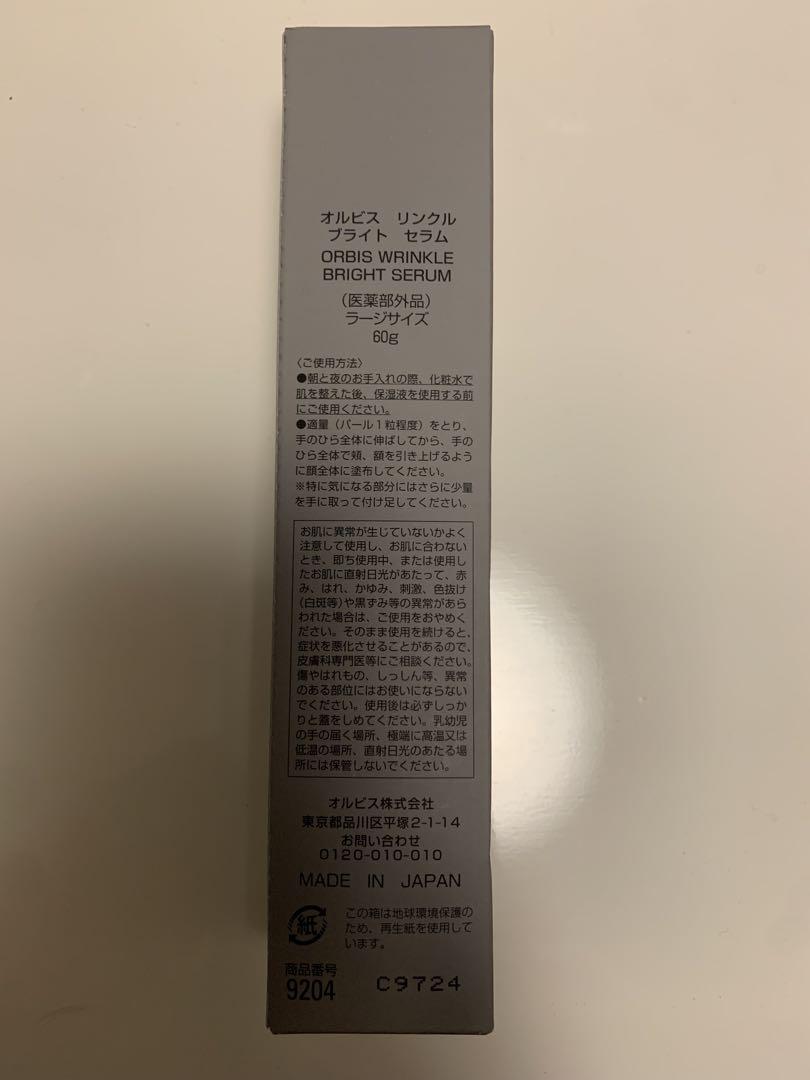 オルビス リンクル
ブライト セラム
ORBIS WRINKLE
BRIGHT SERUM
（医薬部外品）
ラージサイズ
60g
〈ご使用方法〉
●朝と夜のお手入れの際、化粧水で
肌を整えた後、保湿液を使用する前
にご使用ください。
●適量（パール1粒程度）をとり、
手のひら全体に伸ばしてから、手の
ひら全体で頬、額を引き上げるよう
に顔全体に塗布してください。
※特に気になる部分にはさらに少量
を手に取って付け足してください。
お肌に異常が生じていないかよく
注意して使用し、お肌に合わない
とき、即ち使用中、または使用し
たお肌に直射日光があたって、赤
み、はれ、かゆみ、刺激、色抜け
（白斑等）や黒ずみ等の異常があら
われた場合は、ご使用をおやめく
ださい。そのまま使用を続けると、
症状を悪化させることがあるので、
皮膚科専門医等にご相談ください。
傷やはれもの、しっしん等、異常
のある部位にはお使いにならない
でください。使用後は必ずしっか
りと蓋をしめてください。乳幼児
の手の届く場所、極端に高温又は
低温の場所、直射日光のあたる場
所には保管しないでください。
オルビス株式会社
東京都品川区平塚2-1-14
お問い合わせ
0120-010-010
MADE IN JAPAN
紙
この箱は地球環境保護の
ため、再生紙を使用して
います。
商品番号
9204
C9724